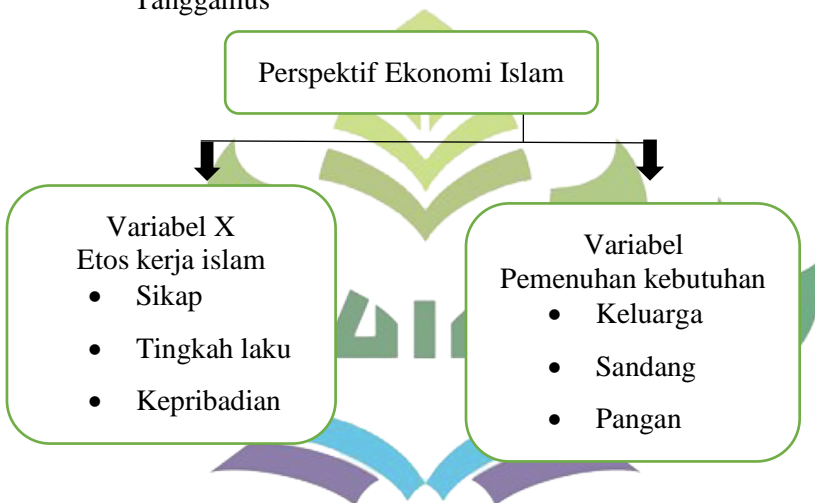 Tanggamus
Perspektif Ekonomi Islam
Variabel X
Etos kerja islam
• Sikap
• Tingkah laku
• Kepribadian
Variabel
Pemenuhan kebutuhan
• Keluarga
• Sandang
• Pangan